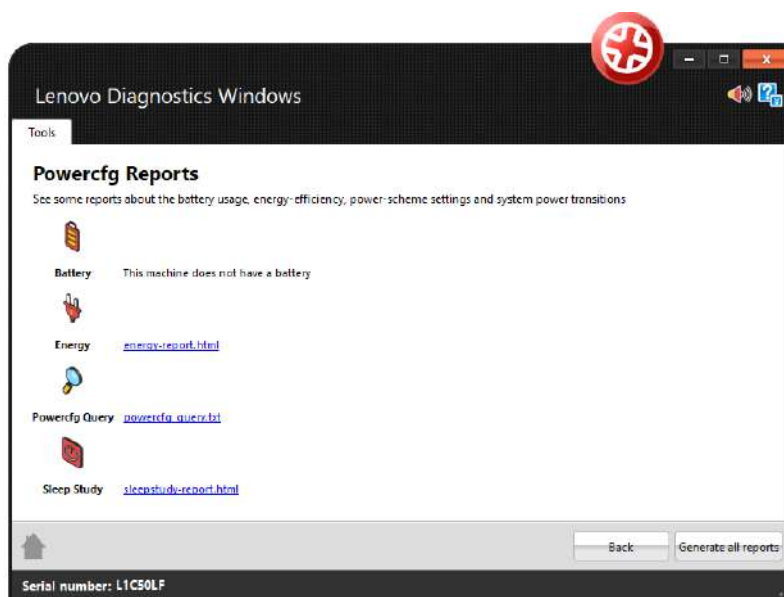 Lenovo Diagnostics Windows
Tools
Powercfg Reports
See some reports about the battery usage, energy-efficiency, power-scheme settings and system power transitions
Battery This machine does not have a battery
Energy energy-report.html
Powercfg Query powercfg_query.txt
Sleep Study sleepstudy-report.html
Back Generate all reports
Serial number: L1C50LF